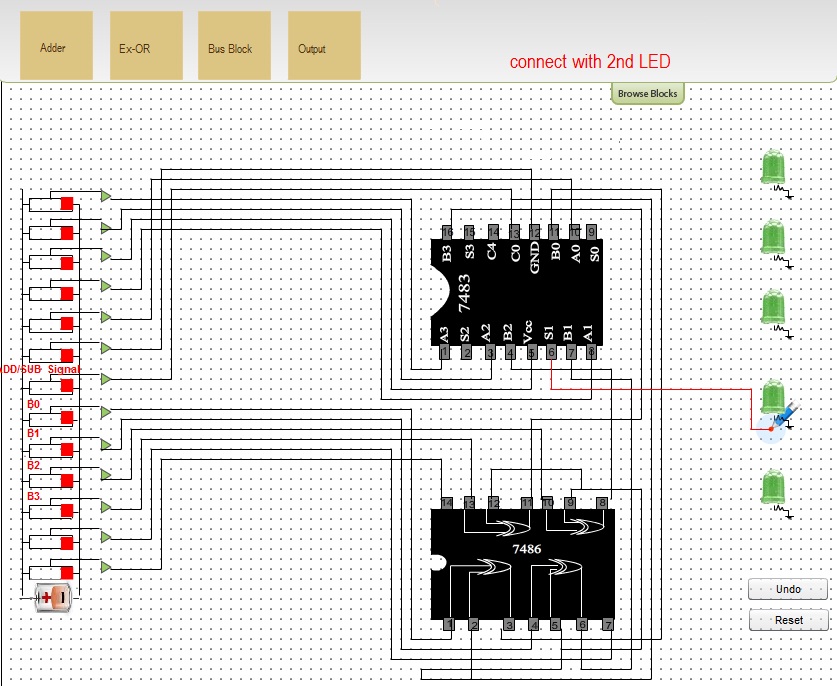 Adder
Ex-OR
Bus Block
Output
connect with 2nd LED
Browse Blocks
16 15 14 13 12 11 10 9
B3 S3 C4 C0 GND B0 A0 S0
7483
A3 S2 A2 B2 Vcc S1 B1 A1
1 2 3 4 5 6 7 8
DD/SUB Signal
B0
B1
B2
B3
14 13 12 11 10 9 8
7486
1 2 3 4 5 6 7
+ I
Undo
Reset